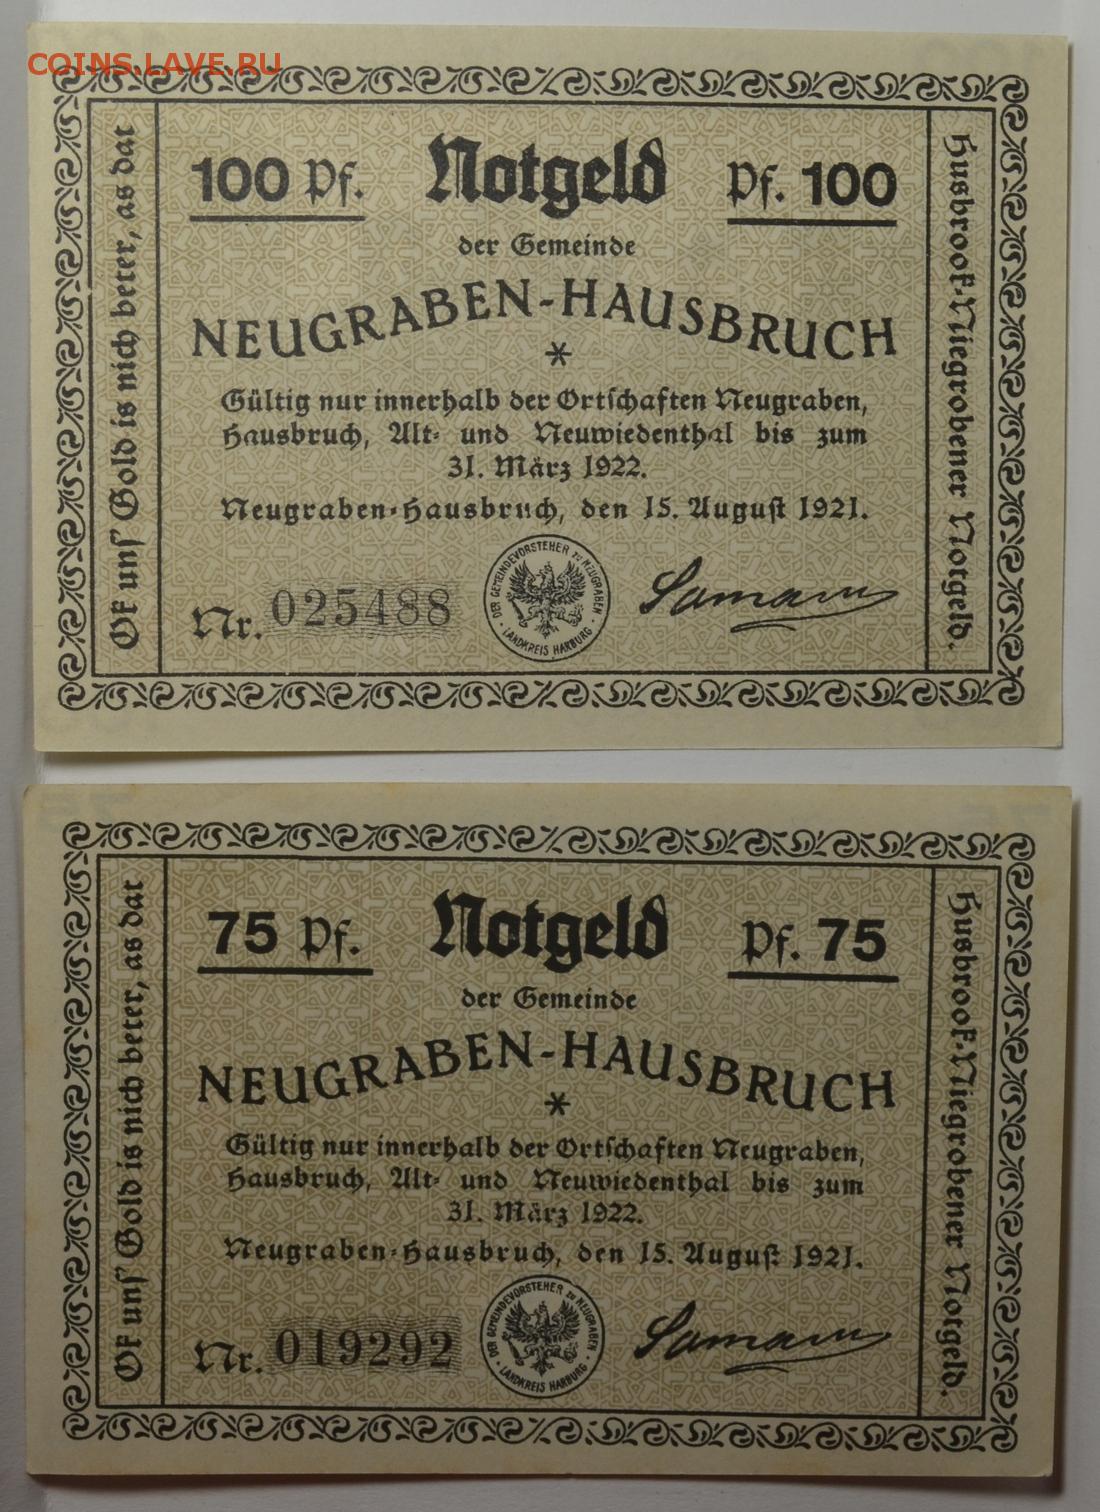 COINS.LAVE.RU
Ok uns' Gold is nich beter, as dat
100 Pf. Notgeld Pf. 100
der Gemeinde
NEUGRABEN-HAUSBRUCH
*
Gültig nur innerhalb der Ortſchaften Neugraben,
Hausbruch, Alt- und Neuwiedenthal bis zum
31. März 1922.
Neugraben-Hausbruch, den 15. Auguſt 1921.
Nr. 025488
DER GEMEINDEVORSTEHER zu NEUGRABEN
· LANDKREIS HARBURG ·
Husbrook-Niegrobener Notgeld.
Ok uns' Gold is nich beter, as dat
75 Pf. Notgeld Pf. 75
der Gemeinde
NEUGRABEN-HAUSBRUCH
*
Gültig nur innerhalb der Ortſchaften Neugraben,
Hausbruch, Alt- und Neuwiedenthal bis zum
31. März 1922.
Neugraben-Hausbruch, den 15. Auguſt 1921.
Nr. 019292
DER GEMEINDEVORSTEHER zu NEUGRABEN
· LANDKREIS HARBURG ·
Husbrook-Niegrobener Notgeld.